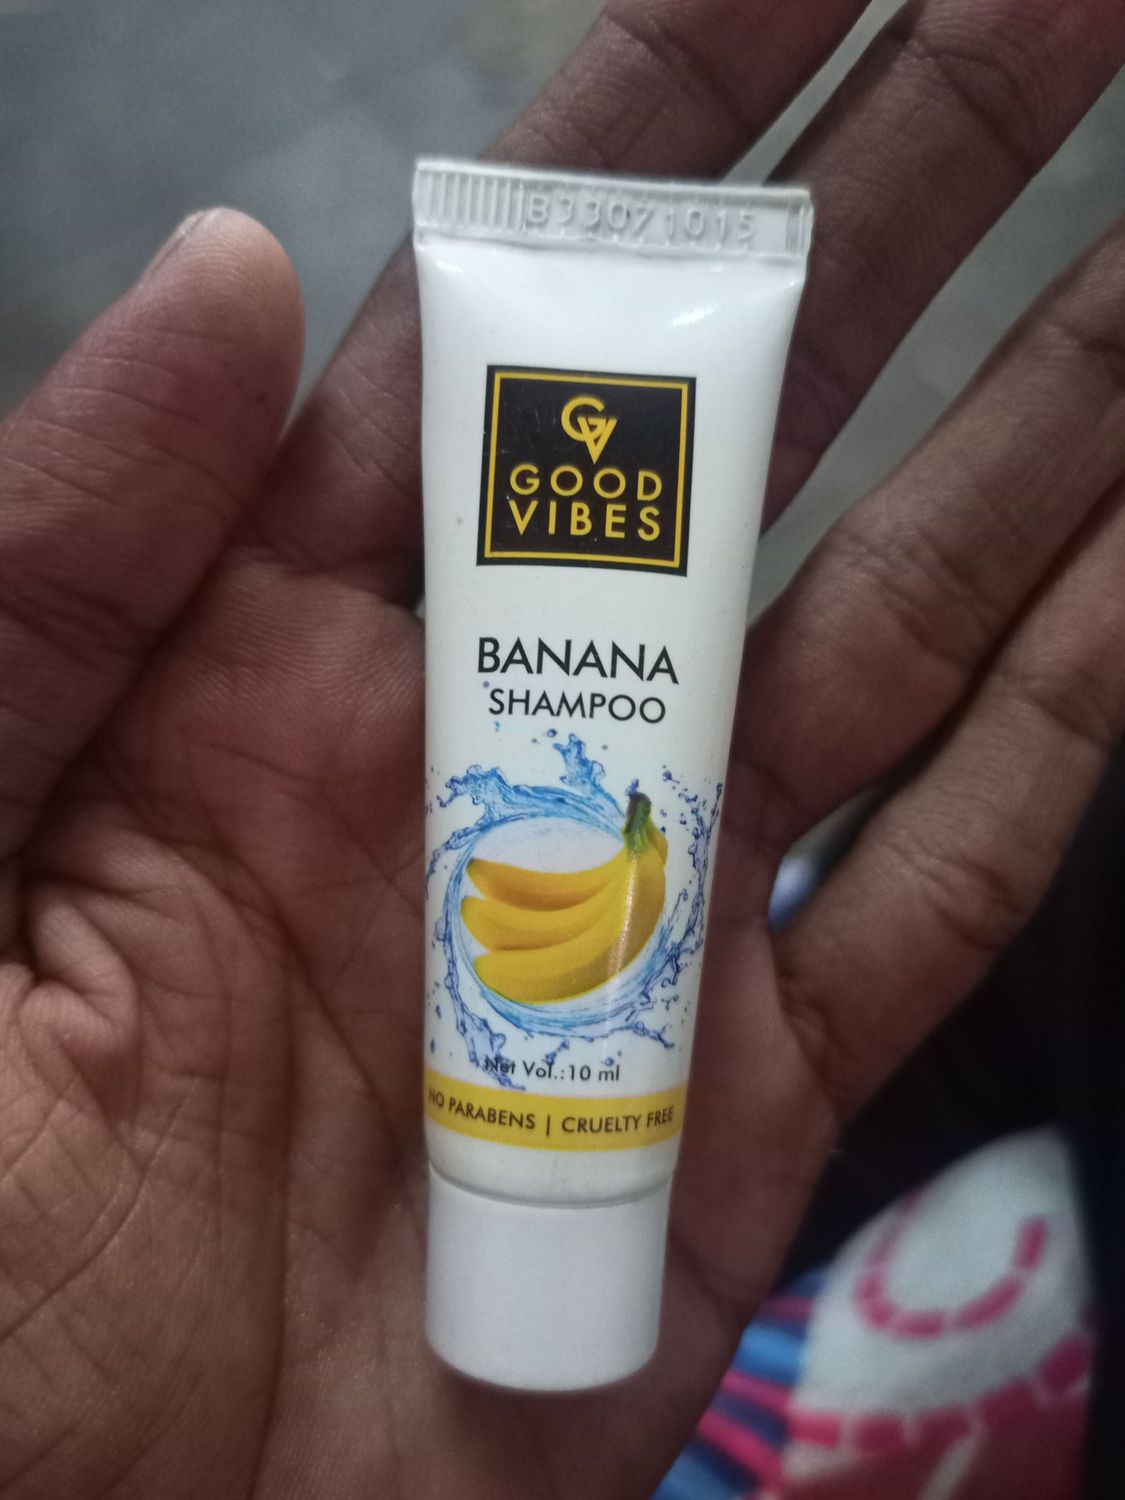 B33071015
GV
GOOD
VIBES
BANANA
SHAMPOO
Net Vol.:10 ml
NO PARABENS | CRUELTY FREE